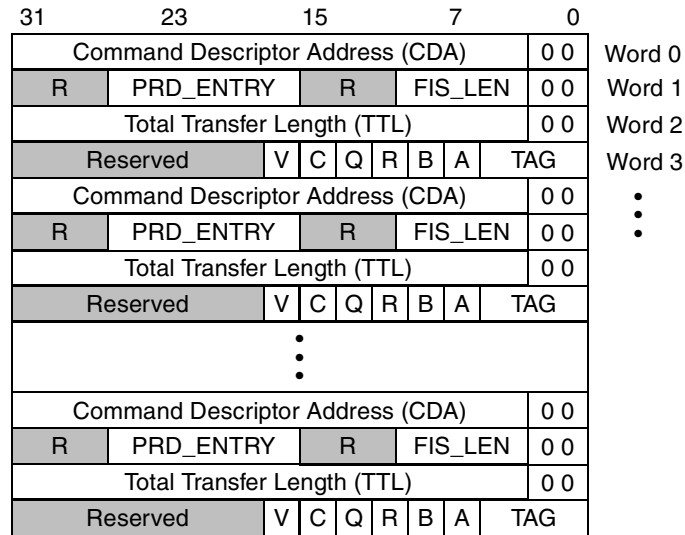 31 23 15 7 0
Command Descriptor Address (CDA) 0 0 Word 0
R PRD_ENTRY R FIS_LEN 0 0 Word 1
Total Transfer Length (TTL) 0 0 Word 2
Reserved V C Q R B A TAG Word 3
Command Descriptor Address (CDA) 0 0
R PRD_ENTRY R FIS_LEN 0 0
Total Transfer Length (TTL) 0 0
Reserved V C Q R B A TAG
Command Descriptor Address (CDA) 0 0
R PRD_ENTRY R FIS_LEN 0 0
Total Transfer Length (TTL) 0 0
Reserved V C Q R B A TAG